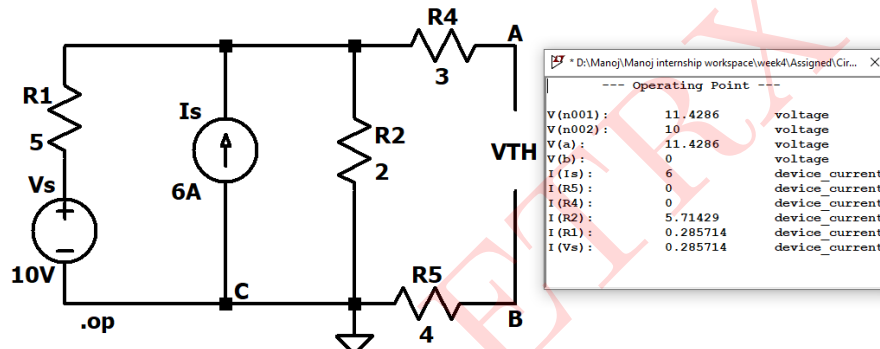 R4
A
3
R1
5
Is
6A
R2
2
VTH
Vs
10V
C
R5
4
B
.op
* D:\Manoj\Manoj internship workspace\week4\Assigned\Cir...
--- Operating Point ---
V(n001): 11.4286 voltage
V(n002): 10 voltage
V(a): 11.4286 voltage
V(b): 0 voltage
I(Is): 6 device_current
I(R5): 0 device_current
I(R4): 0 device_current
I(R2): 5.71429 device_current
I(R1): 0.285714 device_current
I(Vs): 0.285714 device_current
ETRX